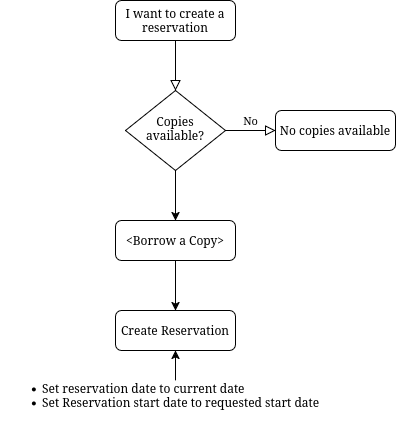 I want to create a
reservation
Copies
available?
No
No copies available
<Borrow a Copy>
Create Reservation
• Set reservation date to current date
• Set Reservation start date to requested start date